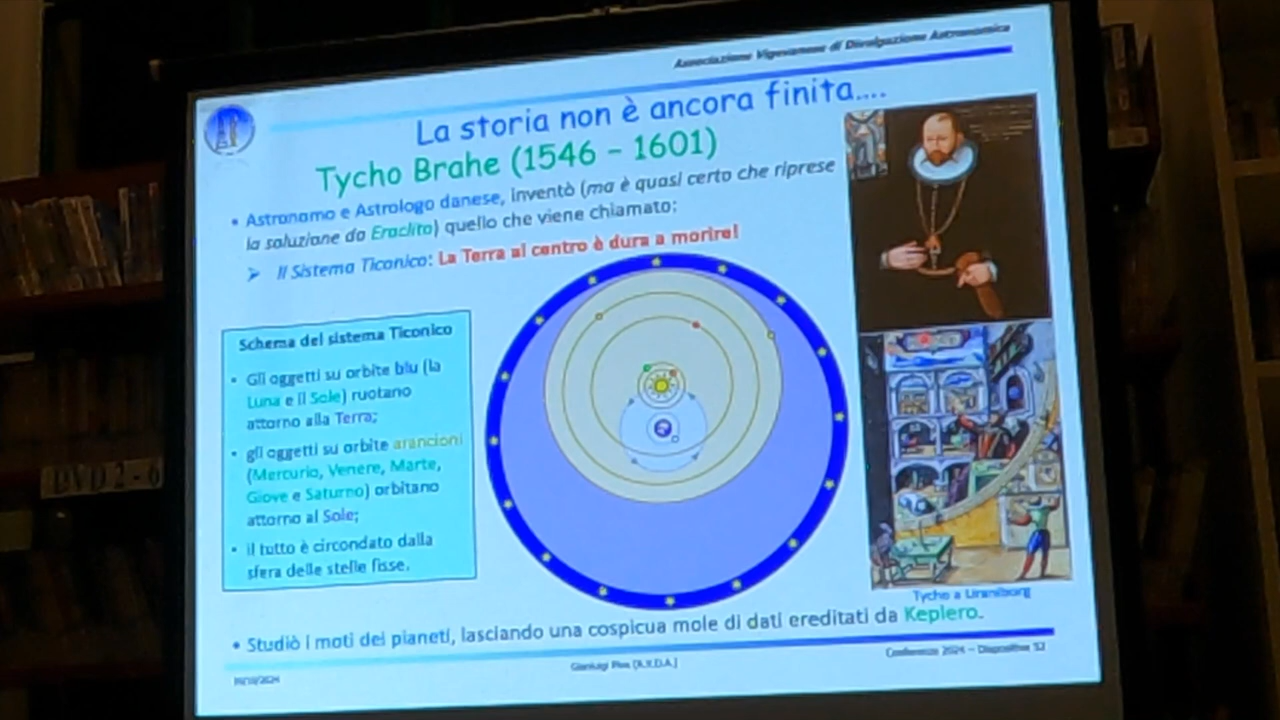 Associazione Vigevanese di Divulgazione Astronomica
La storia non è ancora finita....
Tycho Brahe (1546 – 1601)
• Astronomo e Astrologo danese, inventò (ma è quasi certo che riprese
la soluzione da Eraclito) quello che viene chiamato:
➢ Il Sistema Ticonico: La Terra al centro è dura a morire!
Schema del sistema Ticonico
• Gli oggetti su orbite blu (la
Luna e il Sole) ruotano
attorno alla Terra;
• gli oggetti su orbite arancioni
(Mercurio, Venere, Marte,
Giove e Saturno) orbitano
attorno al Sole;
• il tutto è circondato dalla
sfera delle stelle fisse.
Tycho a Uraniborg
• Studiò i moti dei pianeti, lasciando una cospicua mole di dati ereditati da Keplero.
Gianluigi (A.V.D.A.)
Conferenze 2024 – Diapositiva 52
DVD 2 - 6